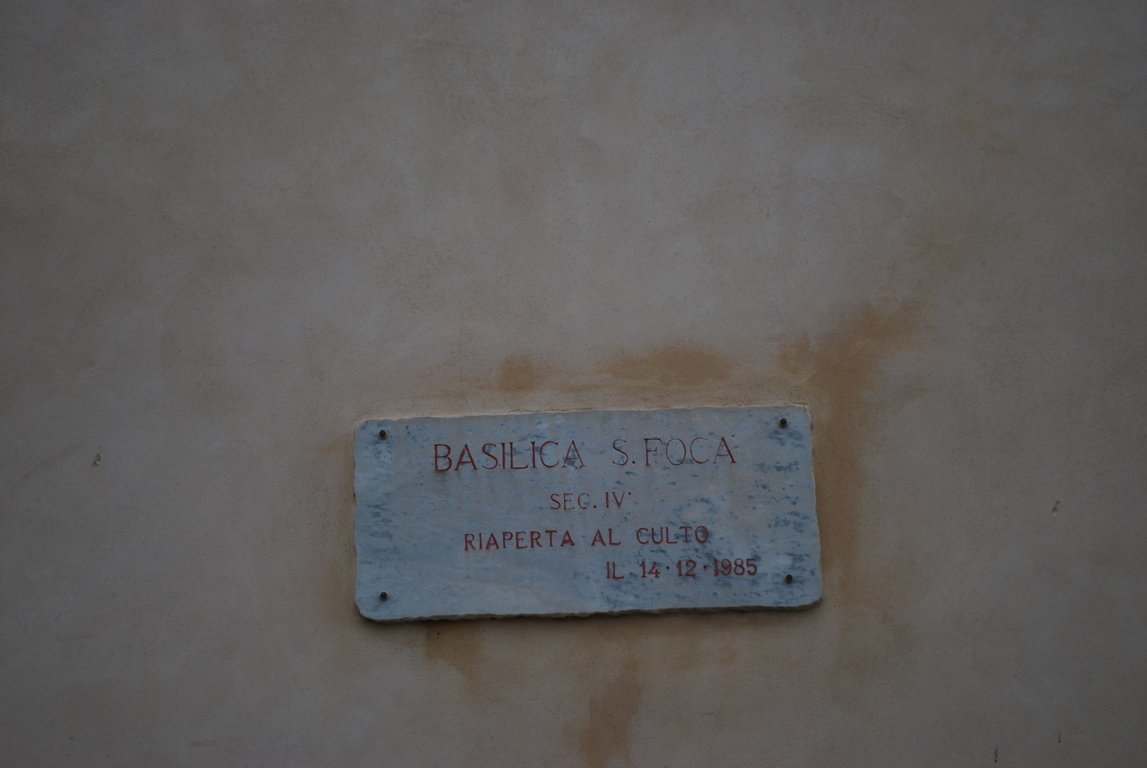 BASILICA S. FOCA
SEC. IV°
RIAPERTA AL CULTO
IL 14·12·1985